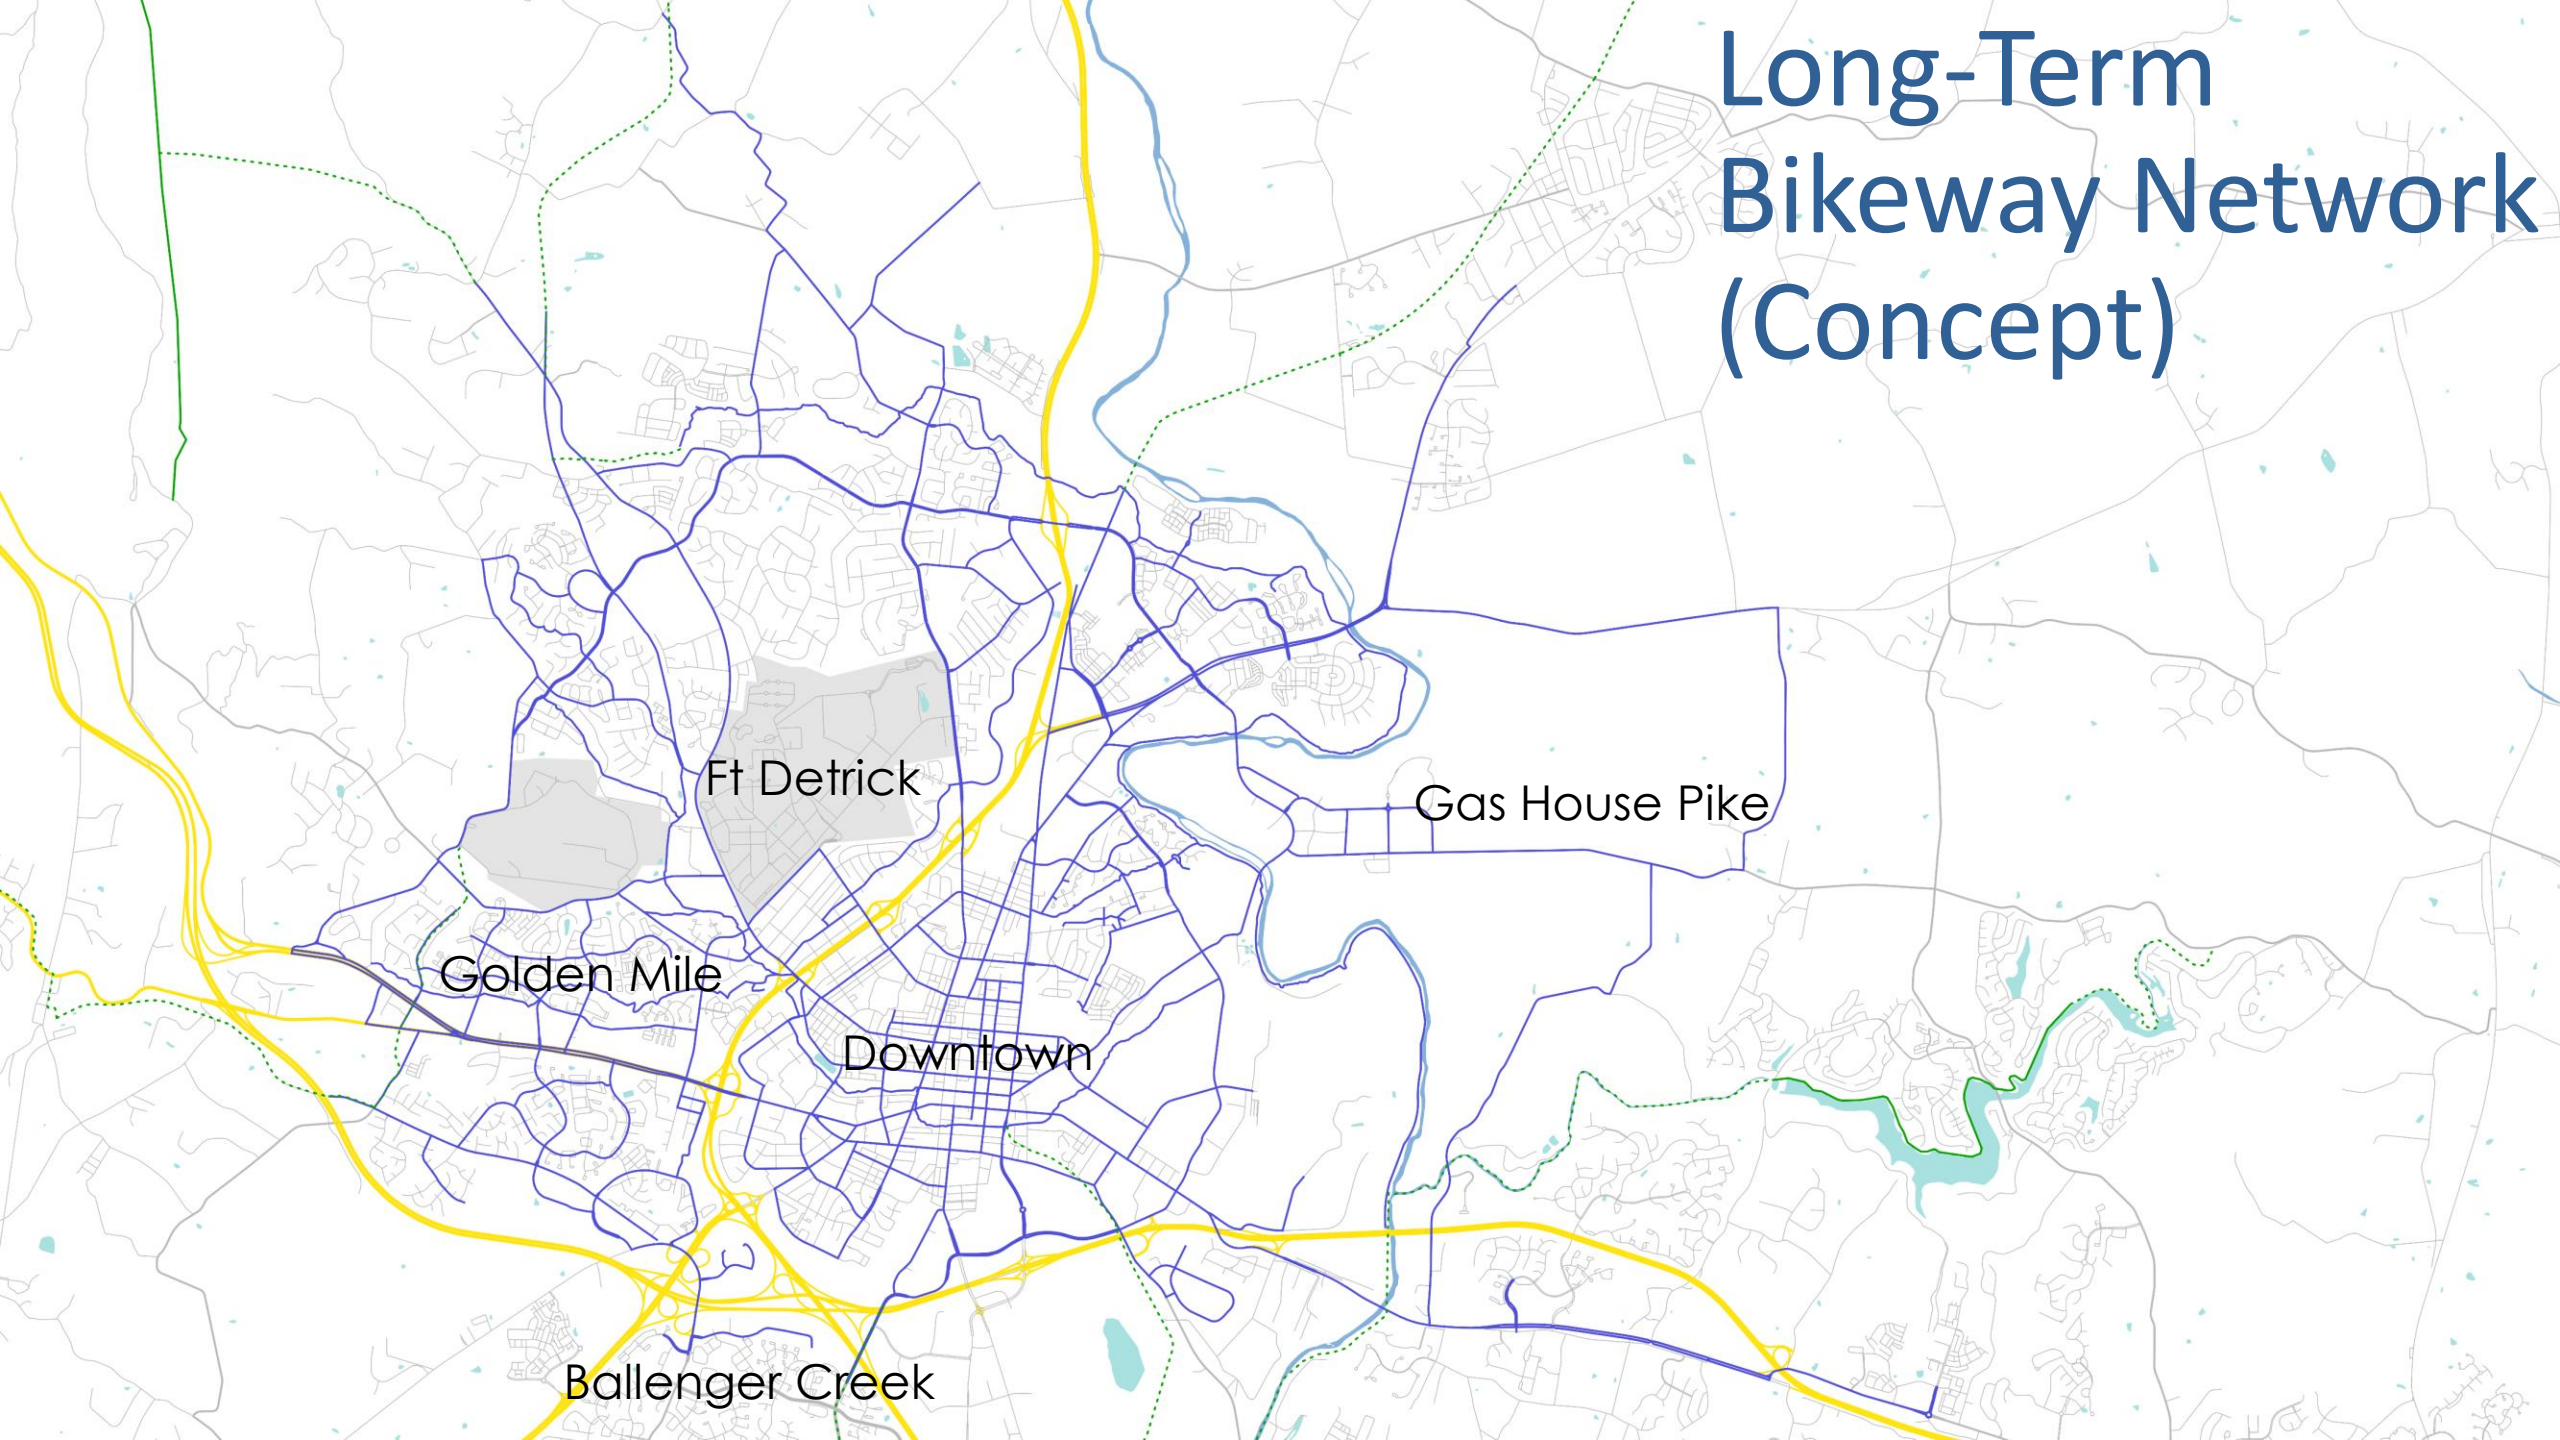 Long-Term
Bikeway Network
(Concept)
Ft Detrick
Gas House Pike
Golden Mile
Downtown
Ballenger Creek